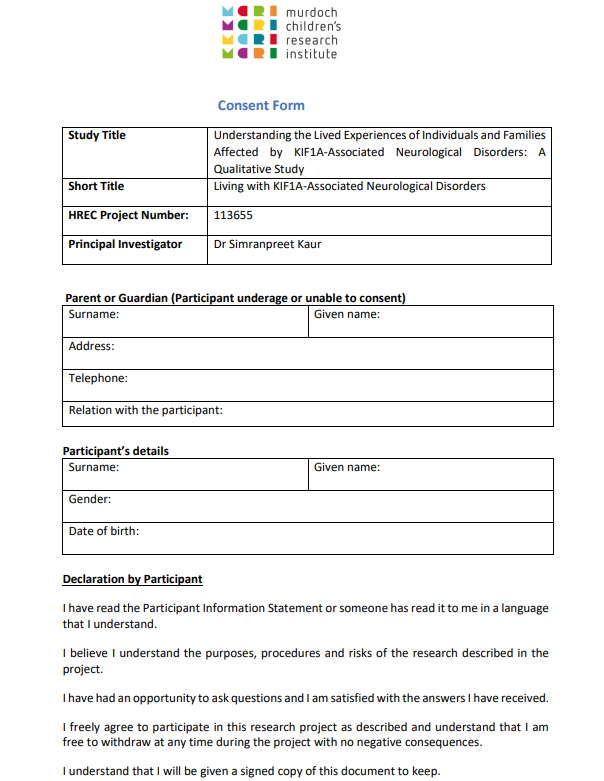 murdoch
children's
research
institute
Consent Form
Study Title
Understanding the Lived Experiences of Individuals and Families
Affected by KIF1A-Associated Neurological Disorders: A
Qualitative Study
Short Title
Living with KIF1A-Associated Neurological Disorders
HREC Project Number:
113655
Principal Investigator
Dr Simranpreet Kaur
Parent or Guardian (Participant underage or unable to consent)
Surname:
Given name:
Address:
Telephone:
Relation with the participant:
Participant's details
Surname:
Given name:
Gender:
Date of birth:
Declaration by Participant
I have read the Participant Information Statement or someone has read it to me in a language
that I understand.
I believe I understand the purposes, procedures and risks of the research described in the
project.
I have had an opportunity to ask questions and I am satisfied with the answers I have received.
I freely agree to participate in this research project as described and understand that I am
free to withdraw at any time during the project with no negative consequences.
I understand that I will be given a signed copy of this document to keep.